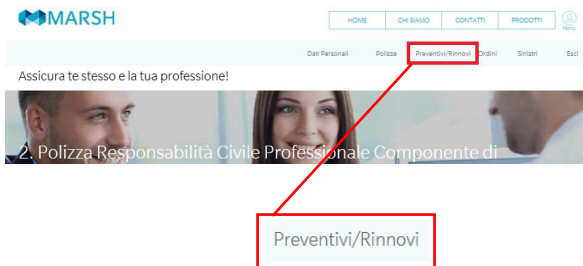 MARSH
HOME CHI SIAMO CONTATTI PRODOTTI Menu
Dati Personali Polizze Preventivi/Rinnovi Ordini Sinistri Esci
Assicura te stesso e la tua professione!
2. Polizza Responsabilità Civile Professionale Componente di
Preventivi/Rinnovi